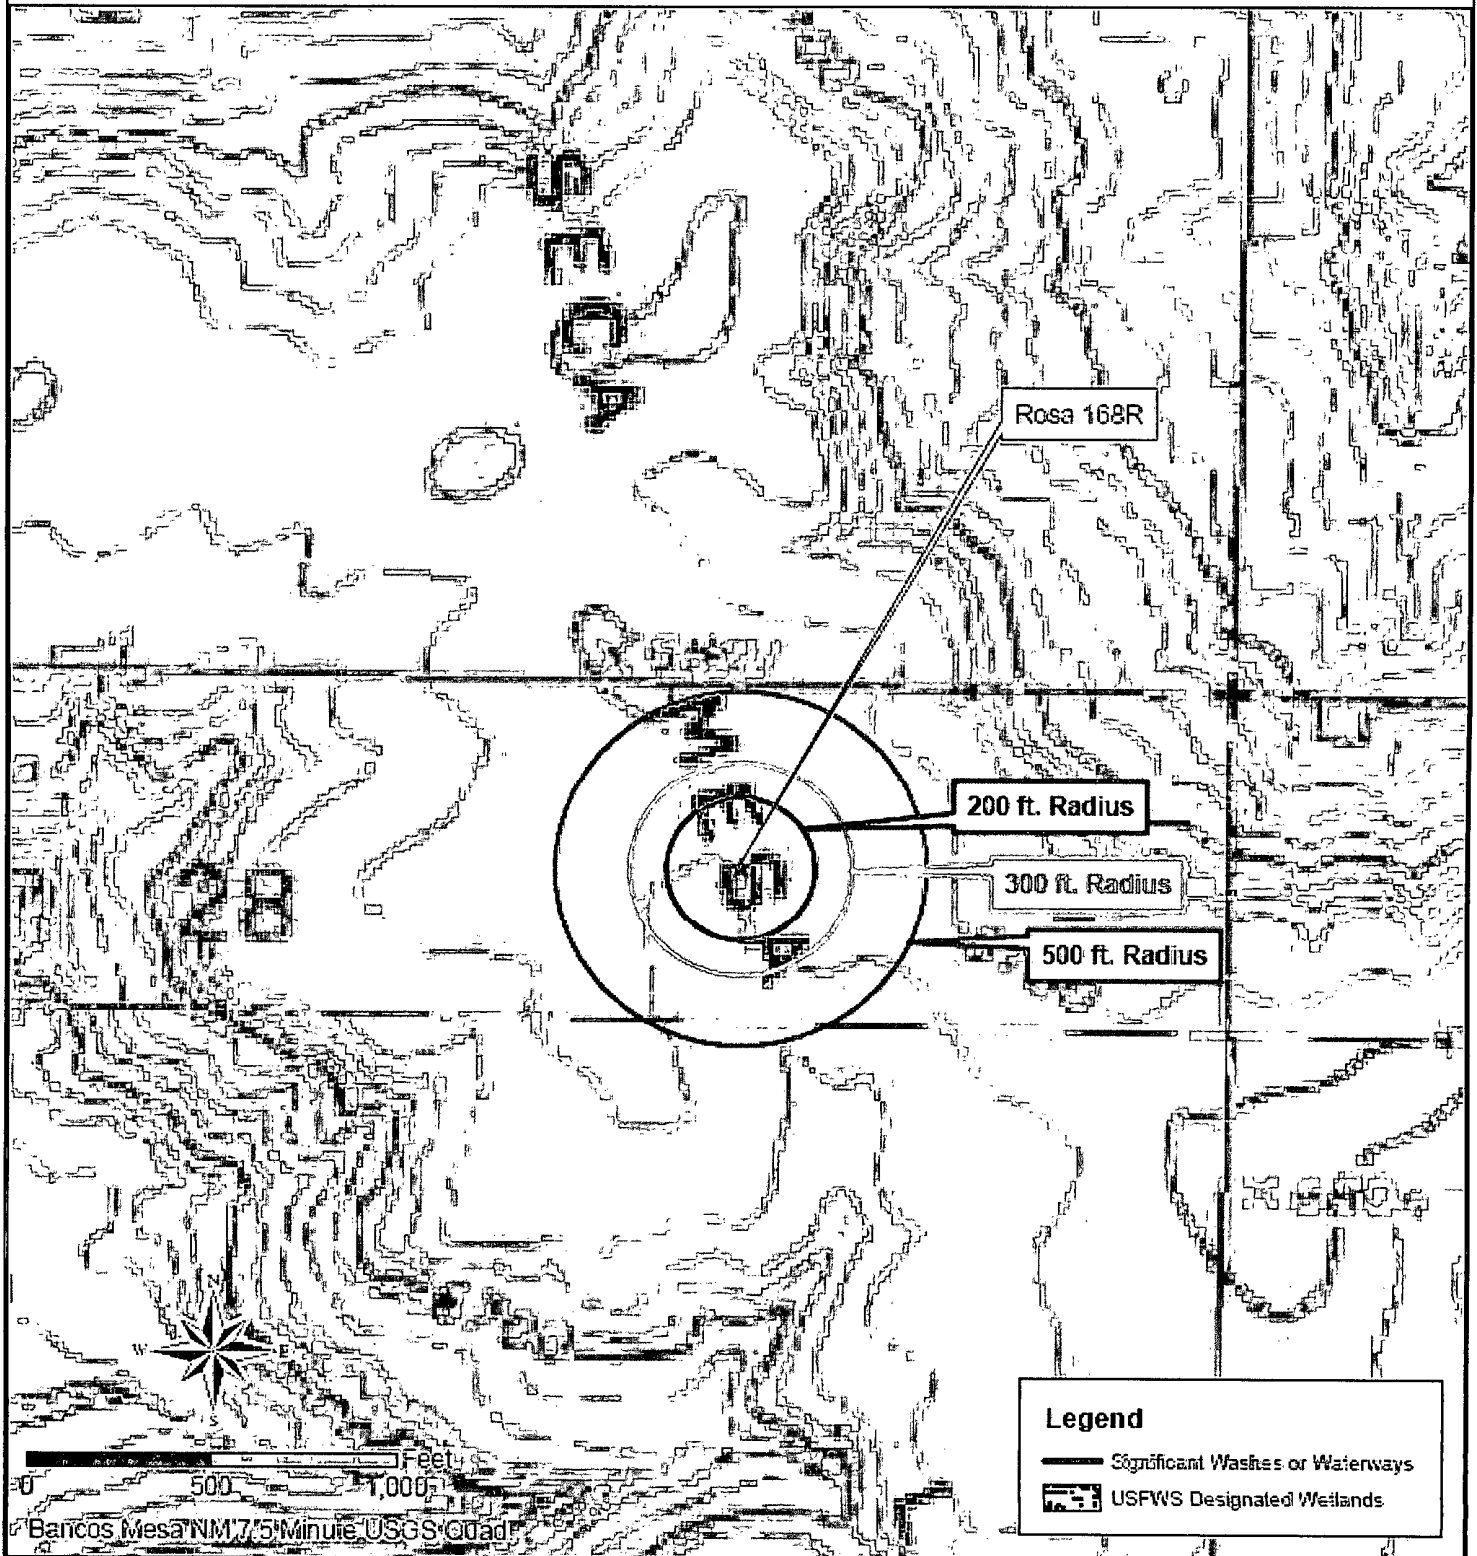 Rosa 168R
200 ft. Radius
300 ft. Radius
500 ft. Radius
N
W E
S
Feet
0 500 1,000
Bancos Mesa NM 7.5 Minute USGS Quad
Legend
Significant Washes or Waterways
USFWS Designated Wetlands